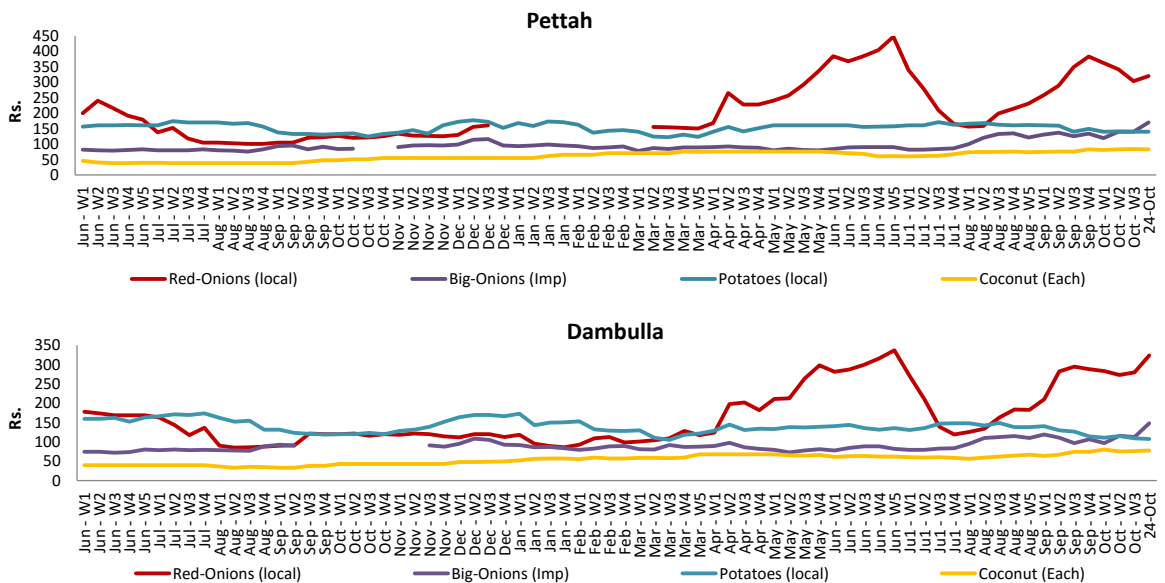 Pettah
450
400
350
300
250
200
150
100
50
0
Rs.
Jun - W1
Jun - W2
Jun - W3
Jun - W4
Jun - W5
Jul - W1
Jul - W2
Jul - W3
Jul - W4
Aug - W1
Aug - W2
Aug - W3
Aug - W4
Sep - W1
Sep - W2
Sep - W3
Sep - W4
Oct - W1
Oct - W2
Oct - W3
Oct - W4
Nov - W1
Nov - W2
Nov - W3
Nov - W4
Dec - W1
Dec - W2
Dec - W3
Dec - W4
Jan - W1
Jan - W2
Jan - W3
Jan - W4
Feb - W1
Feb - W2
Feb - W3
Feb - W4
Mar - W1
Mar - W2
Mar - W3
Mar - W4
Apr - W1
Apr - W2
Apr - W3
Apr - W4
May - W1
May - W2
May - W3
May - W4
Jun - W1
Jun - W2
Jun - W3
Jun - W4
Jun - W5
Ju1 - W1
Ju1 - W2
Ju1 - W3
Ju1 - W4
Aug - W1
Aug - W2
Aug - W3
Aug - W4
Aug - W5
Sep - W1
Sep - W2
Sep - W3
Sep - W4
Oct - W1
Oct - W2
Oct - W3
24-Oct
Red-Onions (local)
Big-Onions (Imp)
Potatoes (local)
Coconut (Each)
Dambulla
350
300
250
200
150
100
50
0
Rs.
Jun - W1
Jun - W2
Jun - W3
Jun - W4
Jun - W5
Jul - W1
Jul - W2
Jul - W3
Jul - W4
Aug - W1
Aug - W2
Aug - W3
Aug - W4
Sep - W1
Sep - W2
Sep - W3
Sep - W4
Oct - W1
Oct - W2
Oct - W3
Oct - W4
Nov - W1
Nov - W2
Nov - W3
Nov - W4
Dec - W1
Dec - W2
Dec - W3
Dec - W4
Jan - W1
Jan - W2
Jan - W3
Jan - W4
Feb - W1
Feb - W2
Feb - W3
Feb - W4
Mar - W1
Mar - W2
Mar - W3
Mar - W4
Apr - W1
Apr - W2
Apr - W3
Apr - W4
May - W1
May - W2
May - W3
May - W4
Jun - W1
Jun - W2
Jun - W3
Jun - W4
Jun - W5
Ju1 - W1
Ju1 - W2
Ju1 - W3
Ju1 - W4
Aug - W1
Aug - W2
Aug - W3
Aug - W4
Aug - W5
Sep - W1
Sep - W2
Sep - W3
Sep - W4
Oct - W1
Oct - W2
Oct - W3
24-Oct
Red-Onions (local)
Big-Onions (Imp)
Potatoes (local)
Coconut (Each)